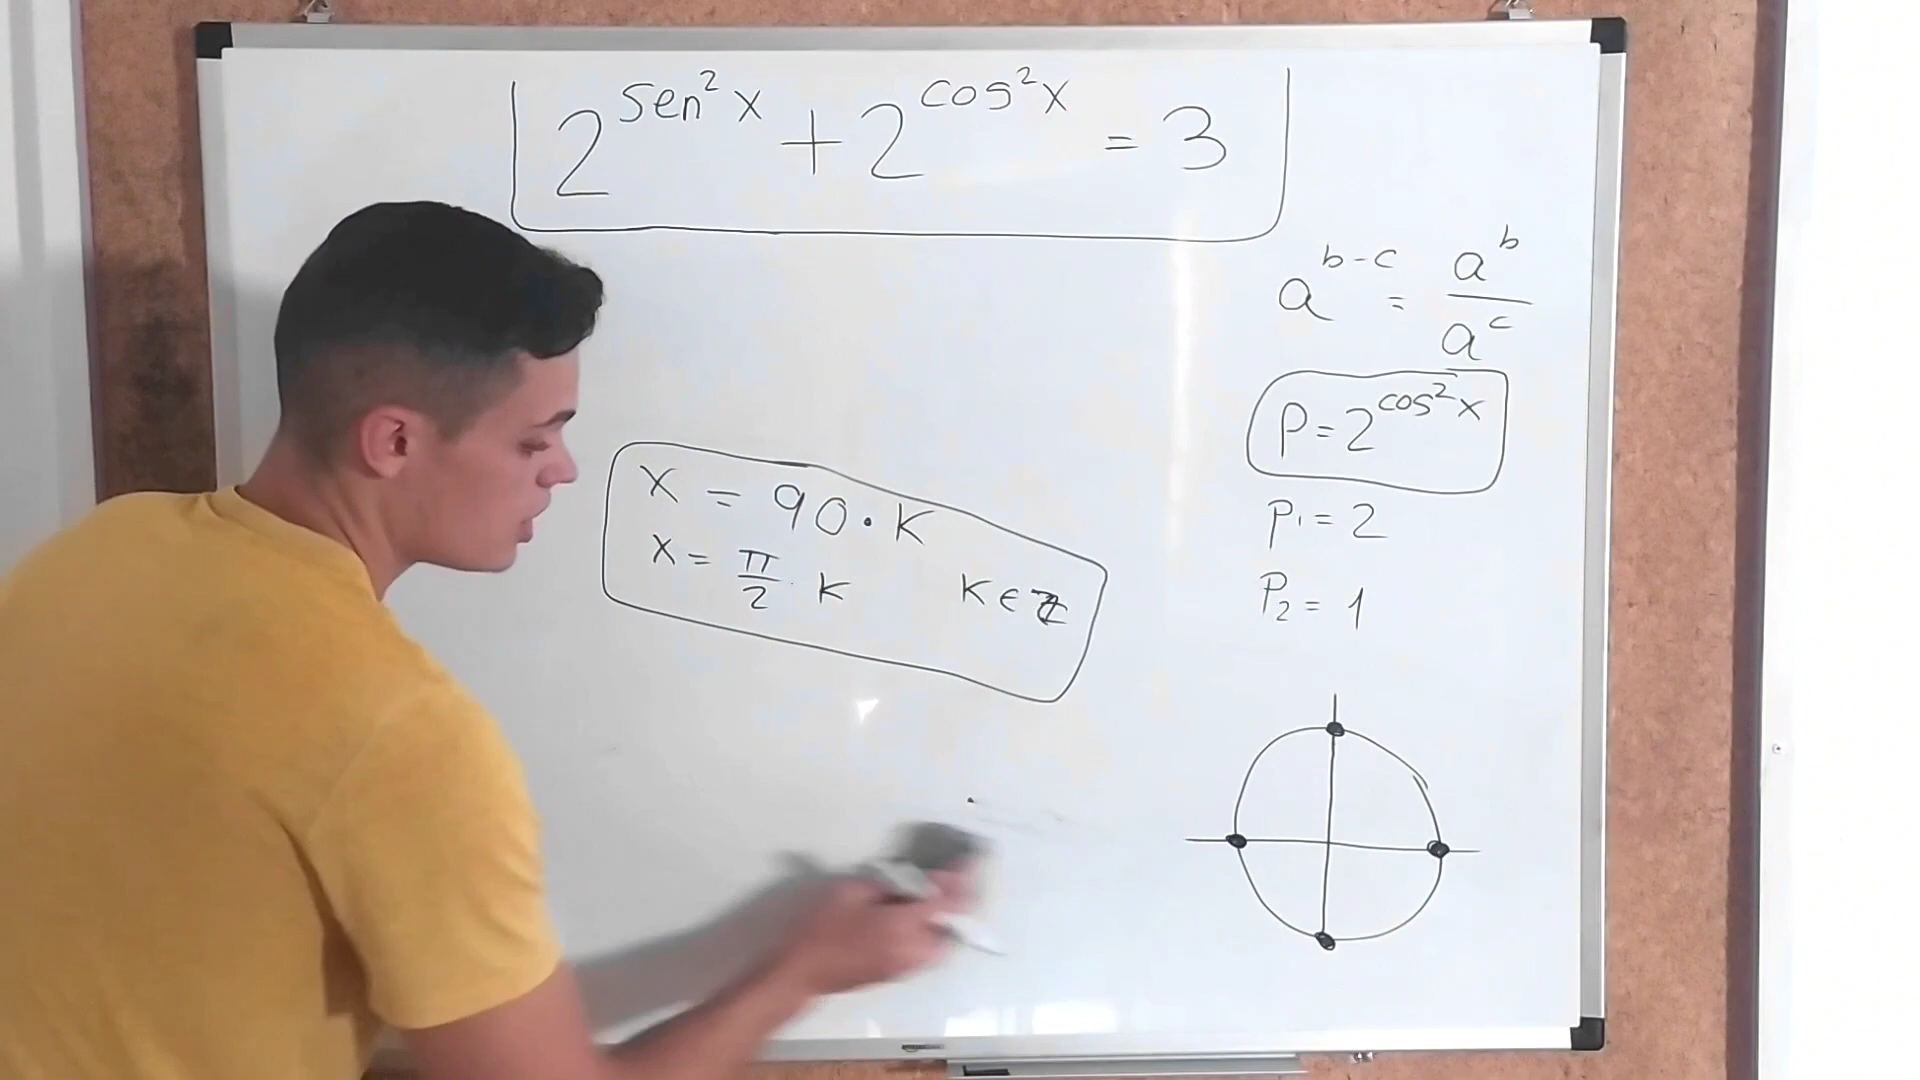 2^{sen²x} + 2^{cos²x} = 3
a^{b-c} = a^b / a^c
P = 2^{cos²x}
x = 90 · K
x = π/2 · K K ∈ ℤ
P₁ = 2
P₂ = 1